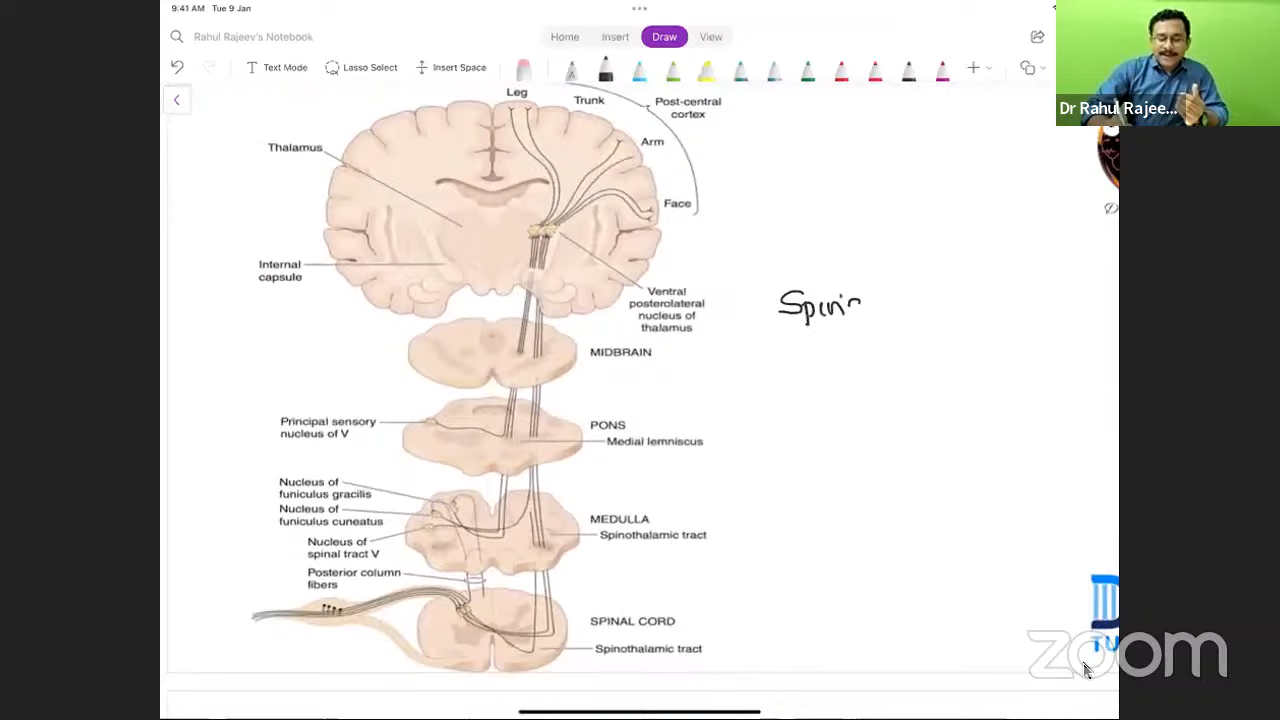 9:41 AM Tue 9 Jan
Rahul Rajeev's Notebook
Home Insert Draw View
Text Mode Lasso Select Insert Space
Dr Rahul Rajee...
Leg
Trunk
Post-central
cortex
Arm
Thalamus
Face
Internal
capsule
Ventral
posterolateral
nucleus of
thalamus
MIDBRAIN
Principal sensory
nucleus of V
PONS
Medial lemniscus
Nucleus of
funiculus gracilis
Nucleus of
funiculus cuneatus
Nucleus of
spinal tract V
MEDULLA
Spinothalamic tract
Posterior column
fibers
SPINAL CORD
Spinothalamic tract
Spin
TU
zoom